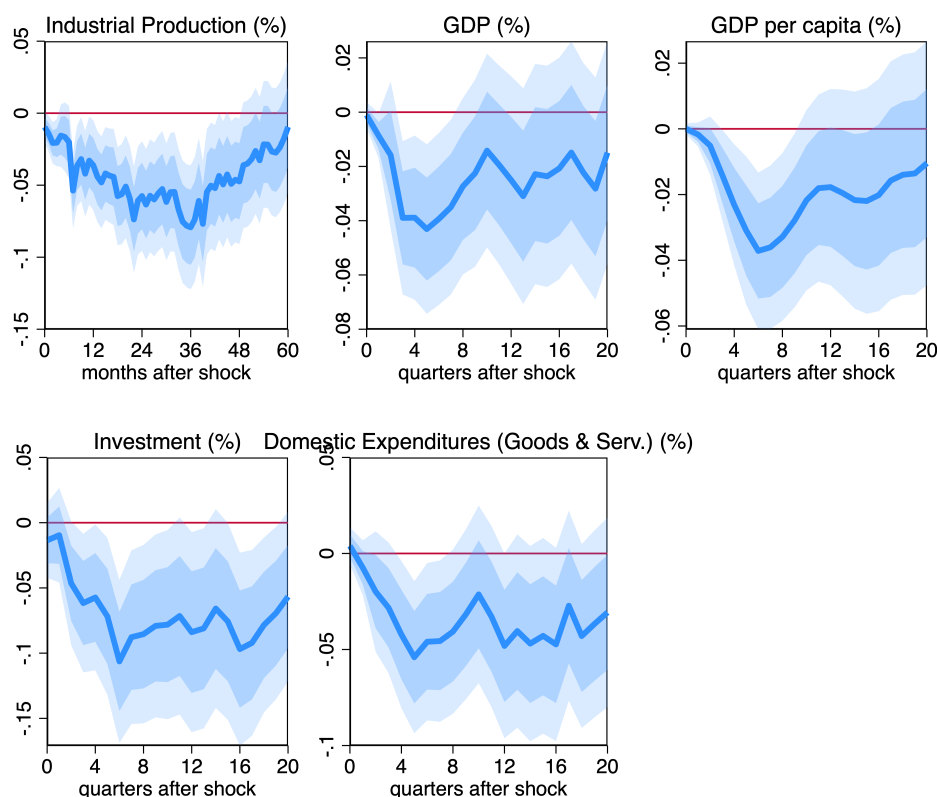 Industrial Production (%)
.05
0
-.05
-.1
-.15
0 12 24 36 48 60
months after shock
GDP (%)
.02
0
-.02
-.04
-.06
-.08
0 4 8 12 16 20
quarters after shock
GDP per capita (%)
.02
0
-.02
-.04
-.06
0 4 8 12 16 20
quarters after shock
Investment (%)
.05
0
-.05
-.1
-.15
0 4 8 12 16 20
quarters after shock
Domestic Expenditures (Goods & Serv.) (%)
.05
0
-.05
-.1
0 4 8 12 16 20
quarters after shock